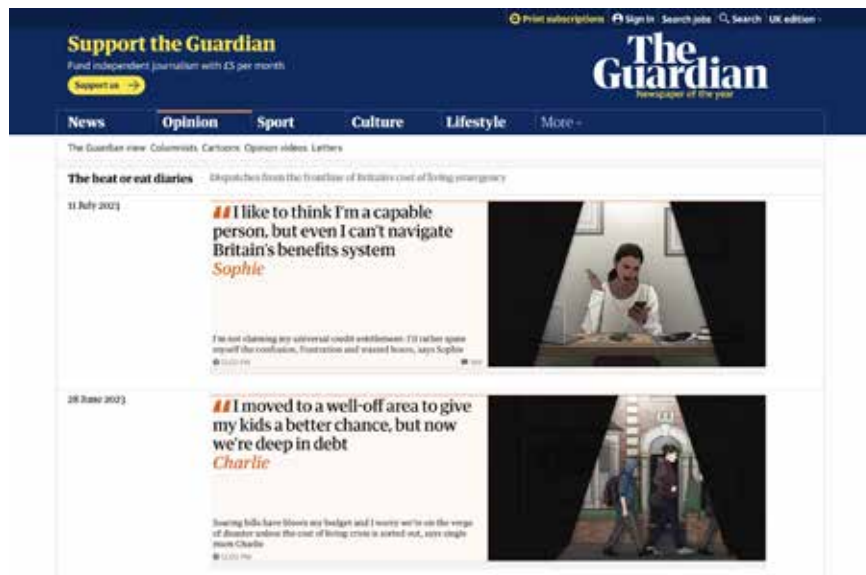 Print subscriptions Sign in Search jobs Search UK edition
Support the Guardian
Fund independent journalism with £5 per month
Support us →
The
Guardian
Newspaper of the year
News Opinion Sport Culture Lifestyle More
The Guardian view Columnists Cartoons Opinion videos Letters
The heat or eat diaries Dispatches from the frontline of Britain's cost of living emergency
11 July 2023
I like to think I'm a capable
person, but even I can't navigate
Britain's benefits system
Sophie
I'm not claiming my universal credit entitlement. I'd rather spare
myself the confusion, frustration and wasted hours, says Sophie
28 June 2023
I moved to a well-off area to give
my kids a better chance, but now
we're deep in debt
Charlie
Soaring bills have blown my budget and I worry we're on the verge
of disaster unless the cost of living crisis is sorted out, says single
mum Charlie